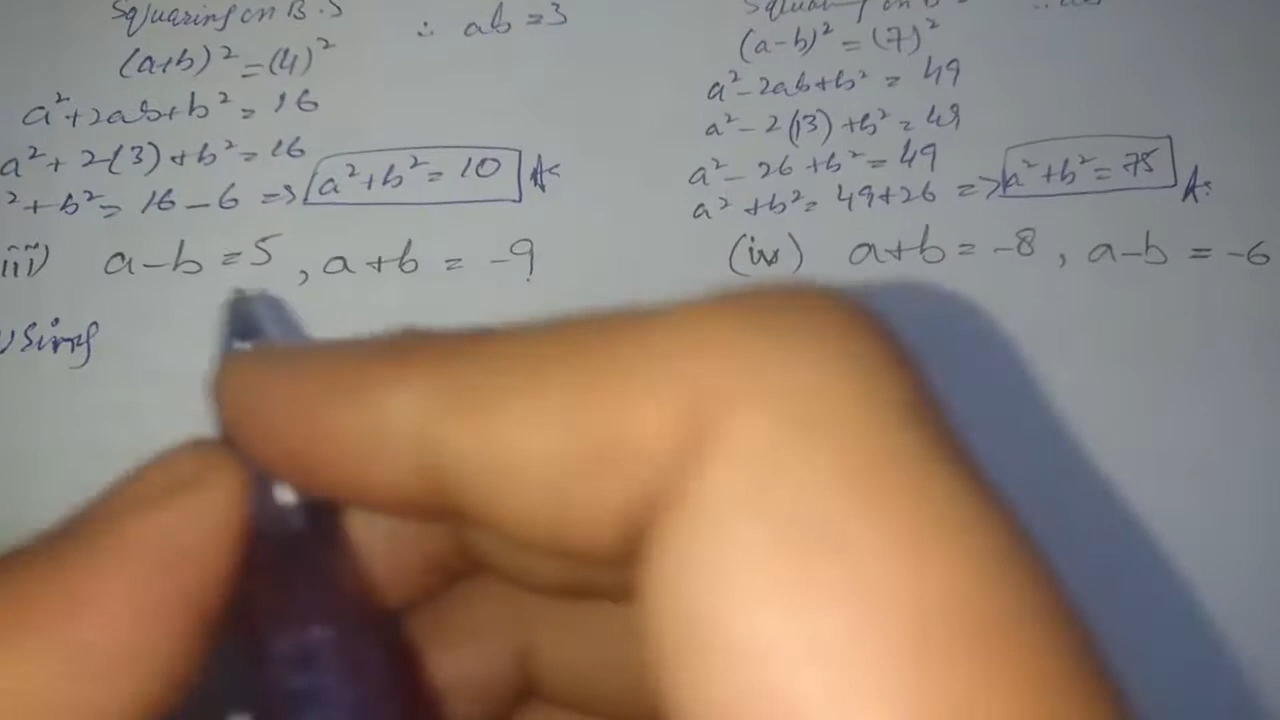 Squaring on B.S
∴ ab = 3
(a+b)² = (4)²
a²+2ab+b² = 16
a² + 2(3) + b² = 16
²+b² = 16 - 6 => a²+b² = 10
(a-b)² = (7)²
a² - 2ab + b² = 49
a² - 2(13) + b² = 49
a² - 26 + b² = 49
a² + b² = 49+26 => a²+b² = 75
iii) a-b = 5, a+b = -9
(iv) a+b = -8, a-b = -6
Using